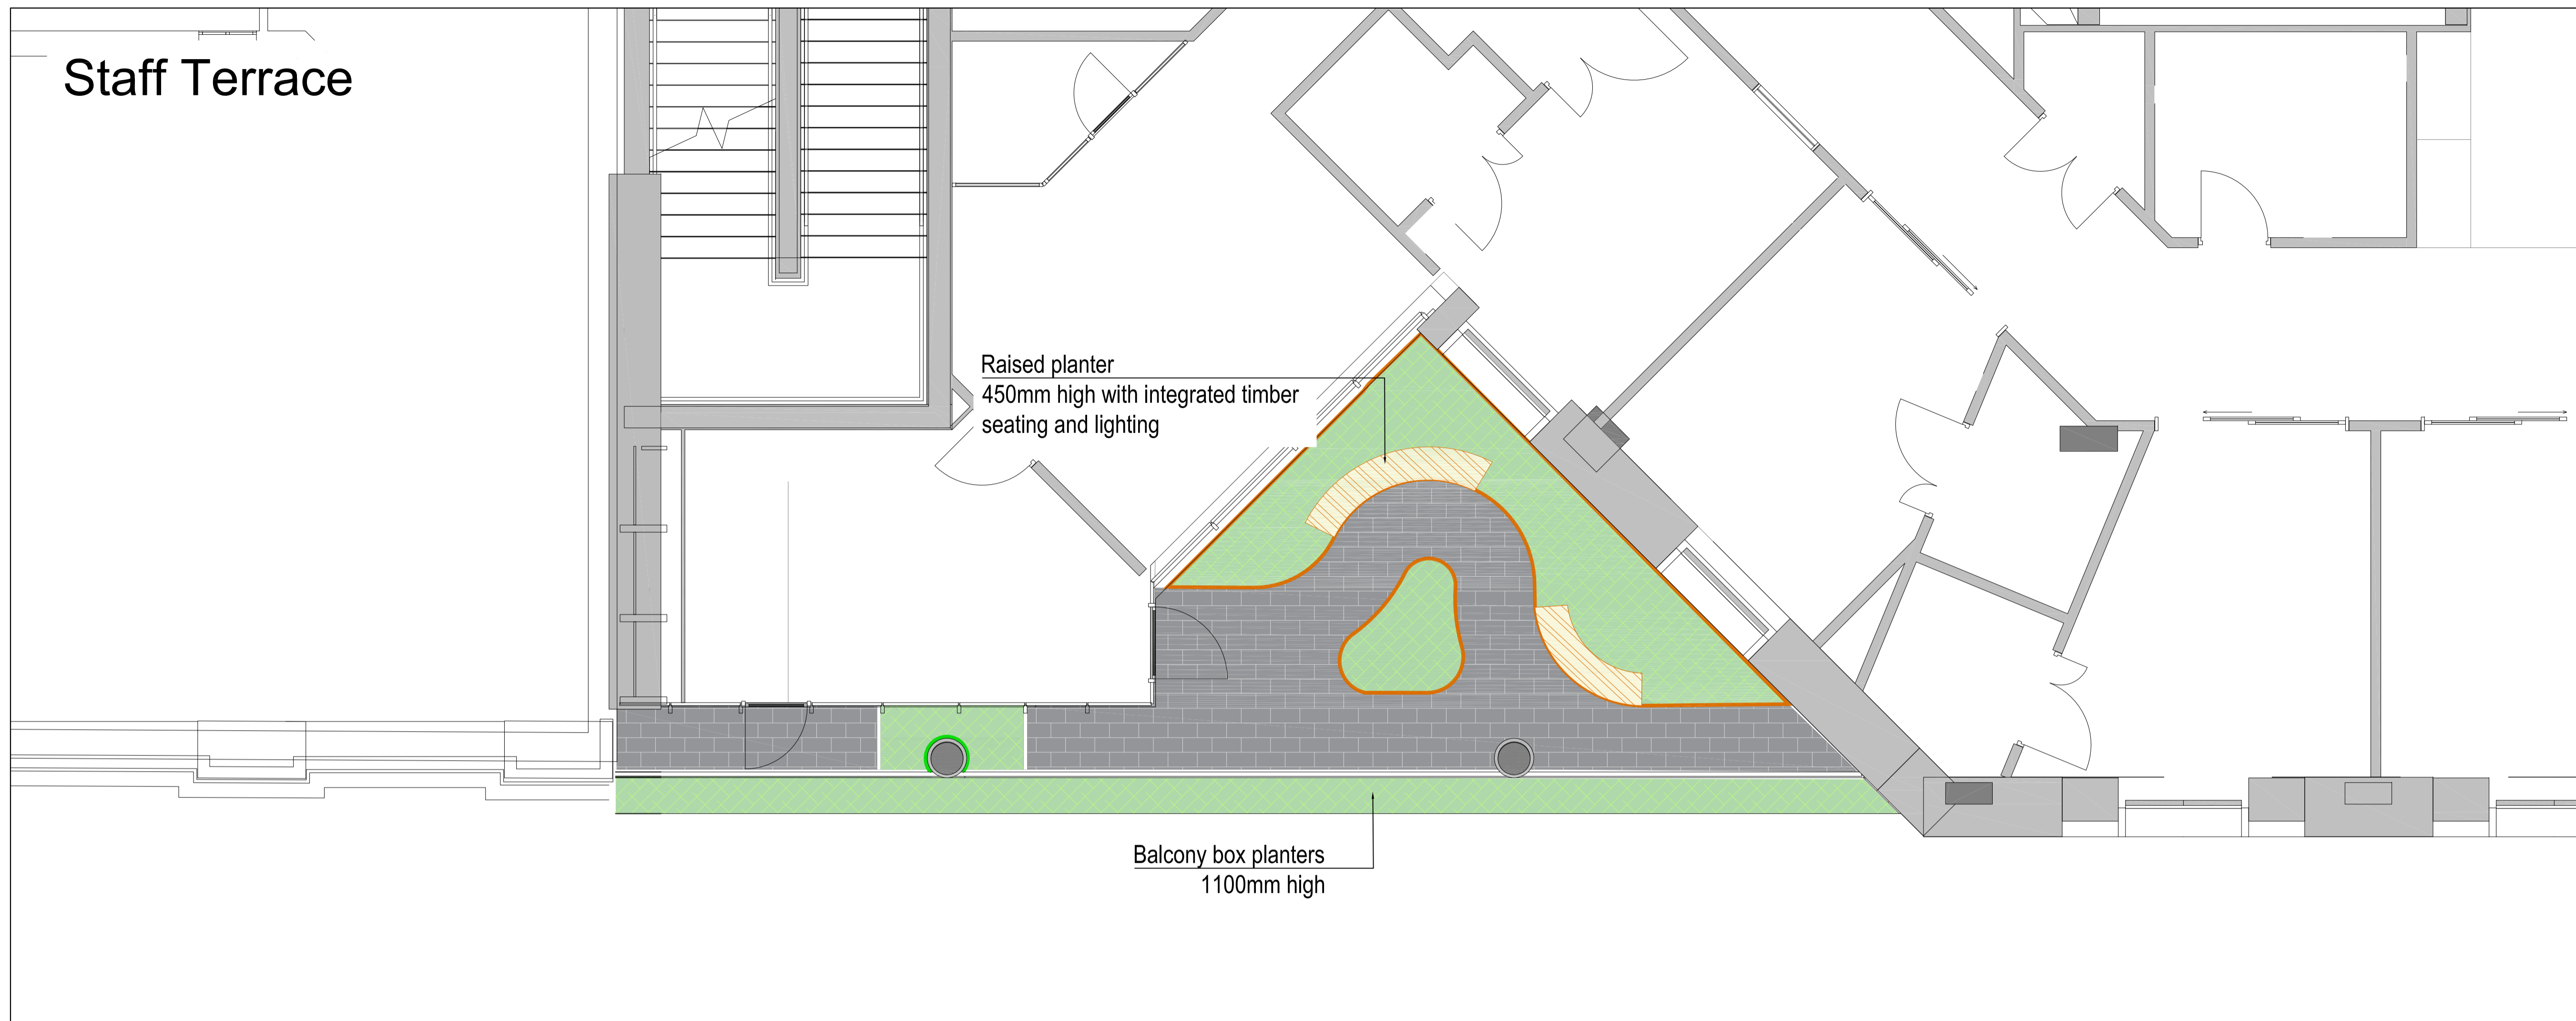 Staff Terrace
Raised planter
450mm high with integrated timber
seating and lighting
Balcony box planters
1100mm high